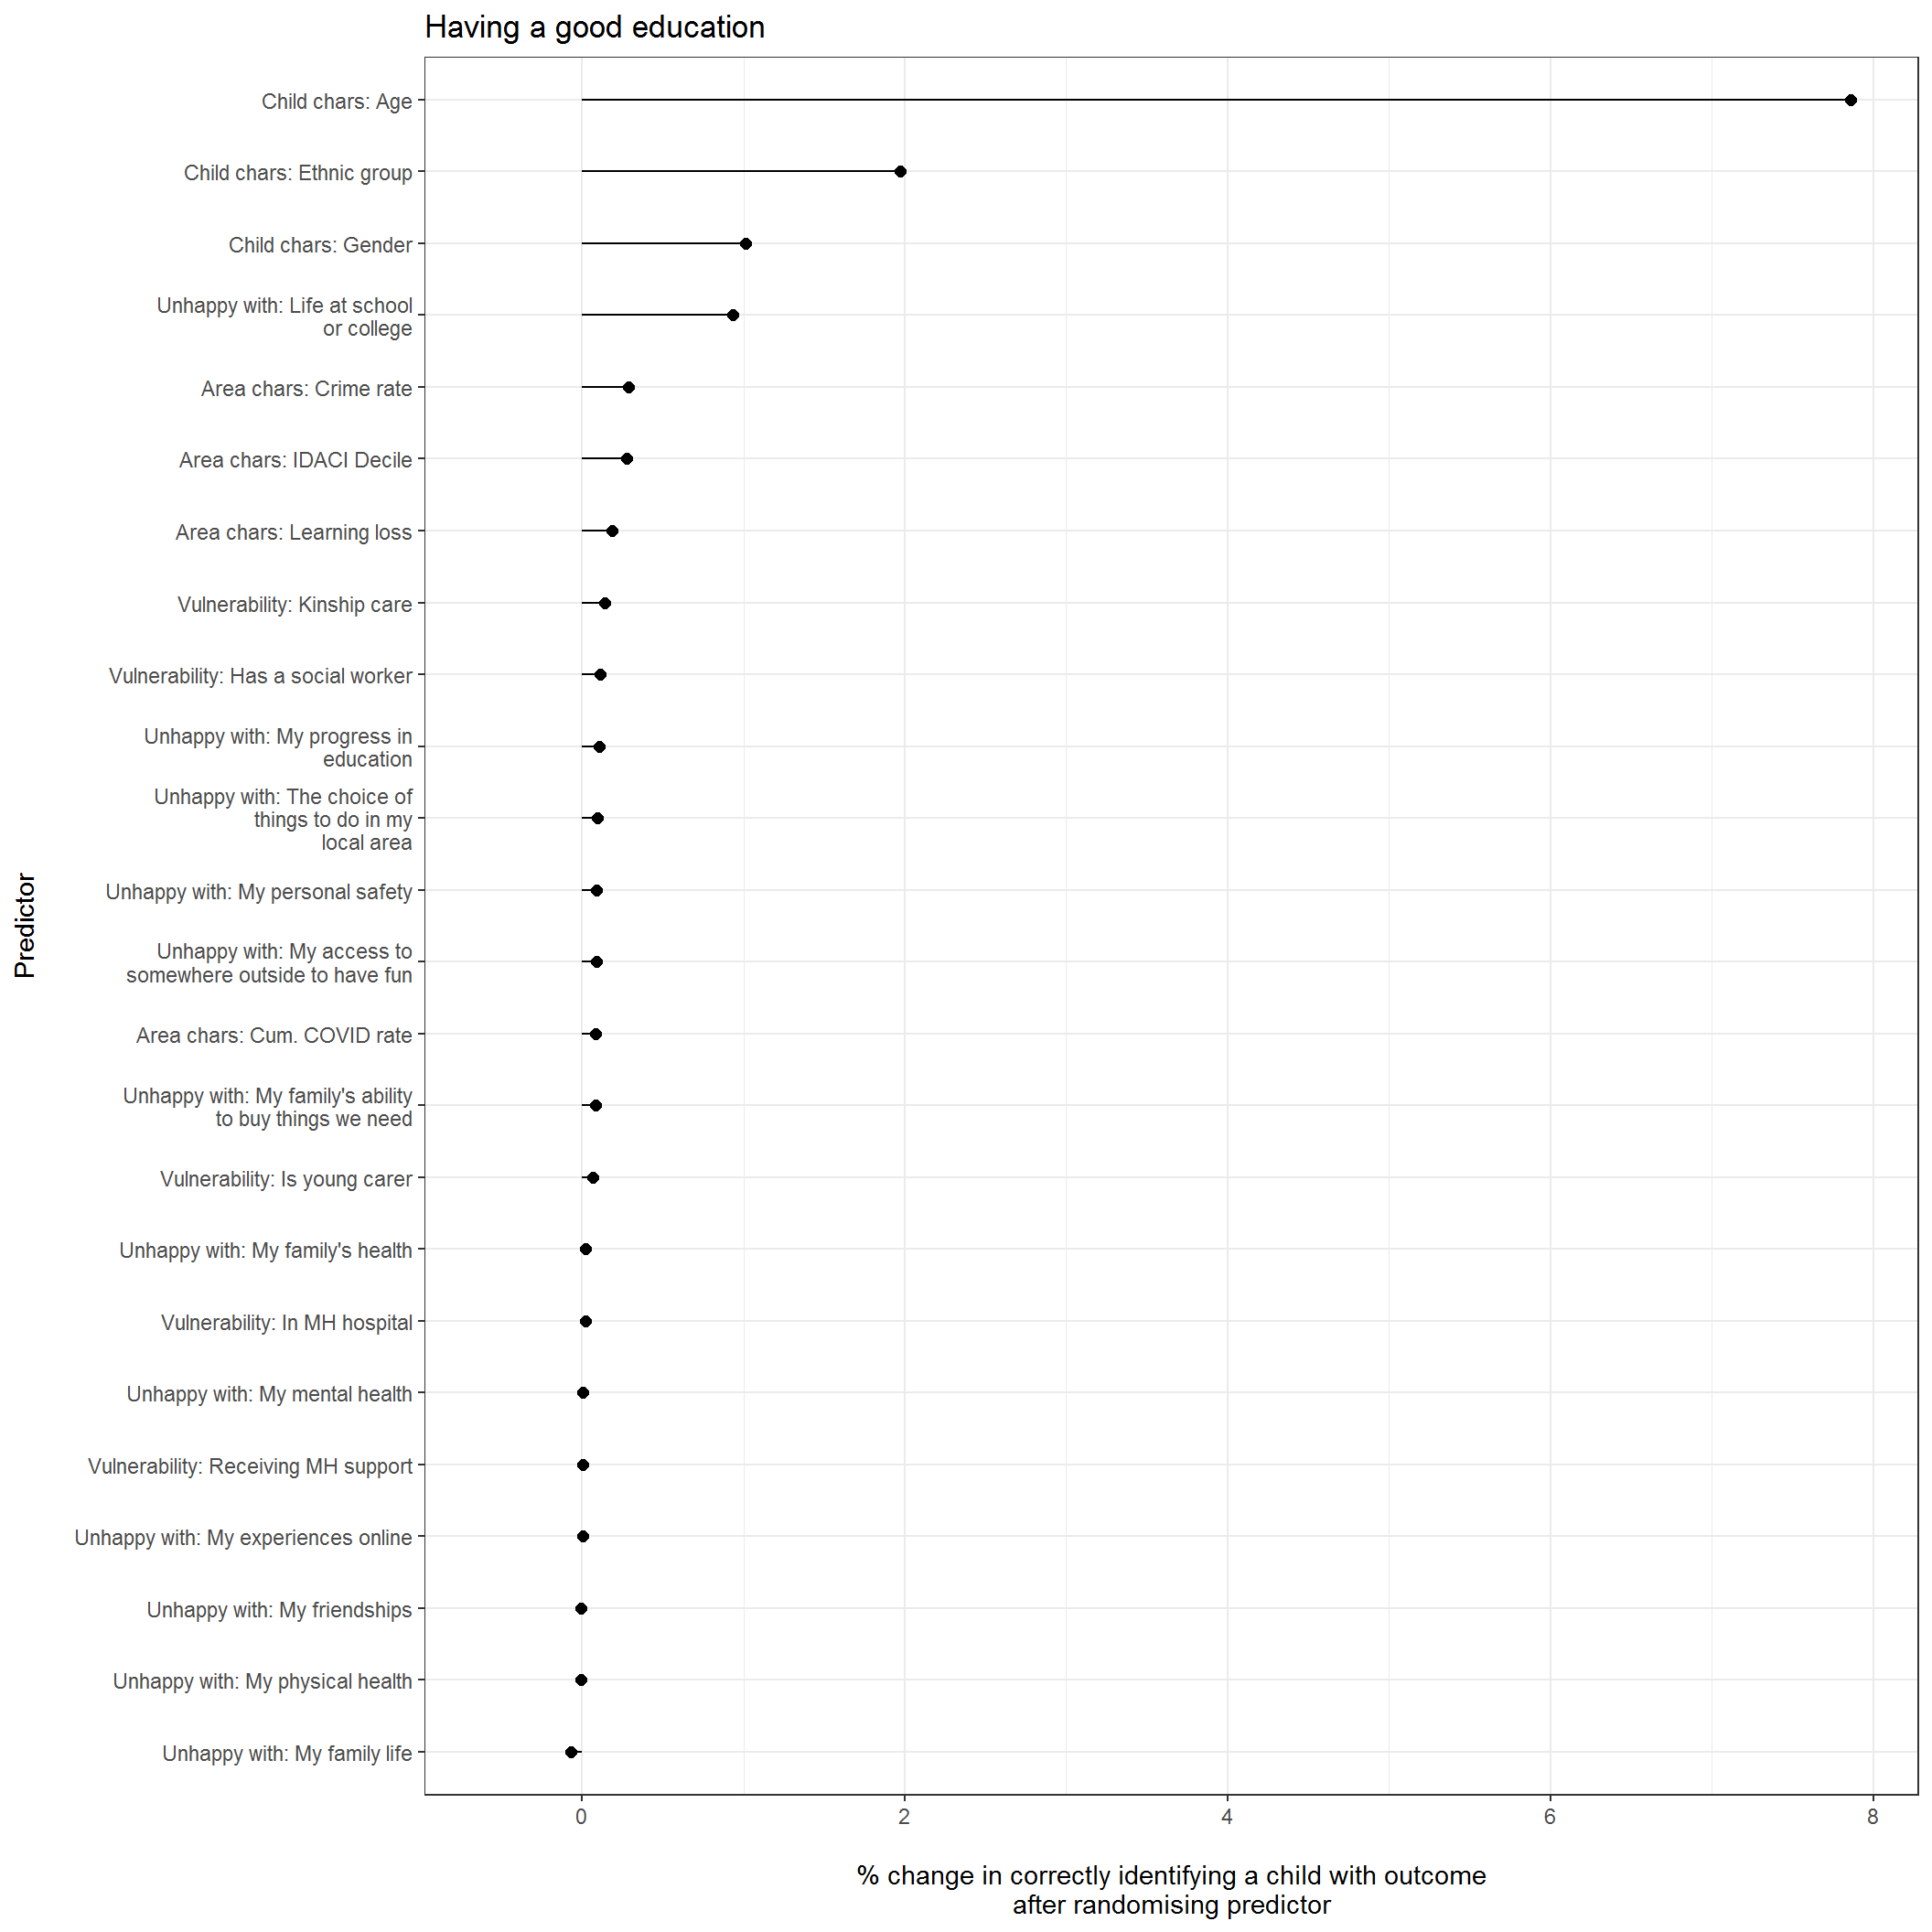 Having a good education
Child chars: Age
Child chars: Ethnic group
Child chars: Gender
Unhappy with: Life at school
or college
Area chars: Crime rate
Area chars: IDACI Decile
Area chars: Learning loss
Vulnerability: Kinship care
Vulnerability: Has a social worker
Unhappy with: My progress in
education
Unhappy with: The choice of
things to do in my
local area
Unhappy with: My personal safety
Unhappy with: My access to
somewhere outside to have fun
Area chars: Cum. COVID rate
Unhappy with: My family's ability
to buy things we need
Vulnerability: Is young carer
Unhappy with: My family's health
Vulnerability: In MH hospital
Unhappy with: My mental health
Vulnerability: Receiving MH support
Unhappy with: My experiences online
Unhappy with: My friendships
Unhappy with: My physical health
Unhappy with: My family life
Predictor
0 2 4 6 8
% change in correctly identifying a child with outcome
after randomising predictor